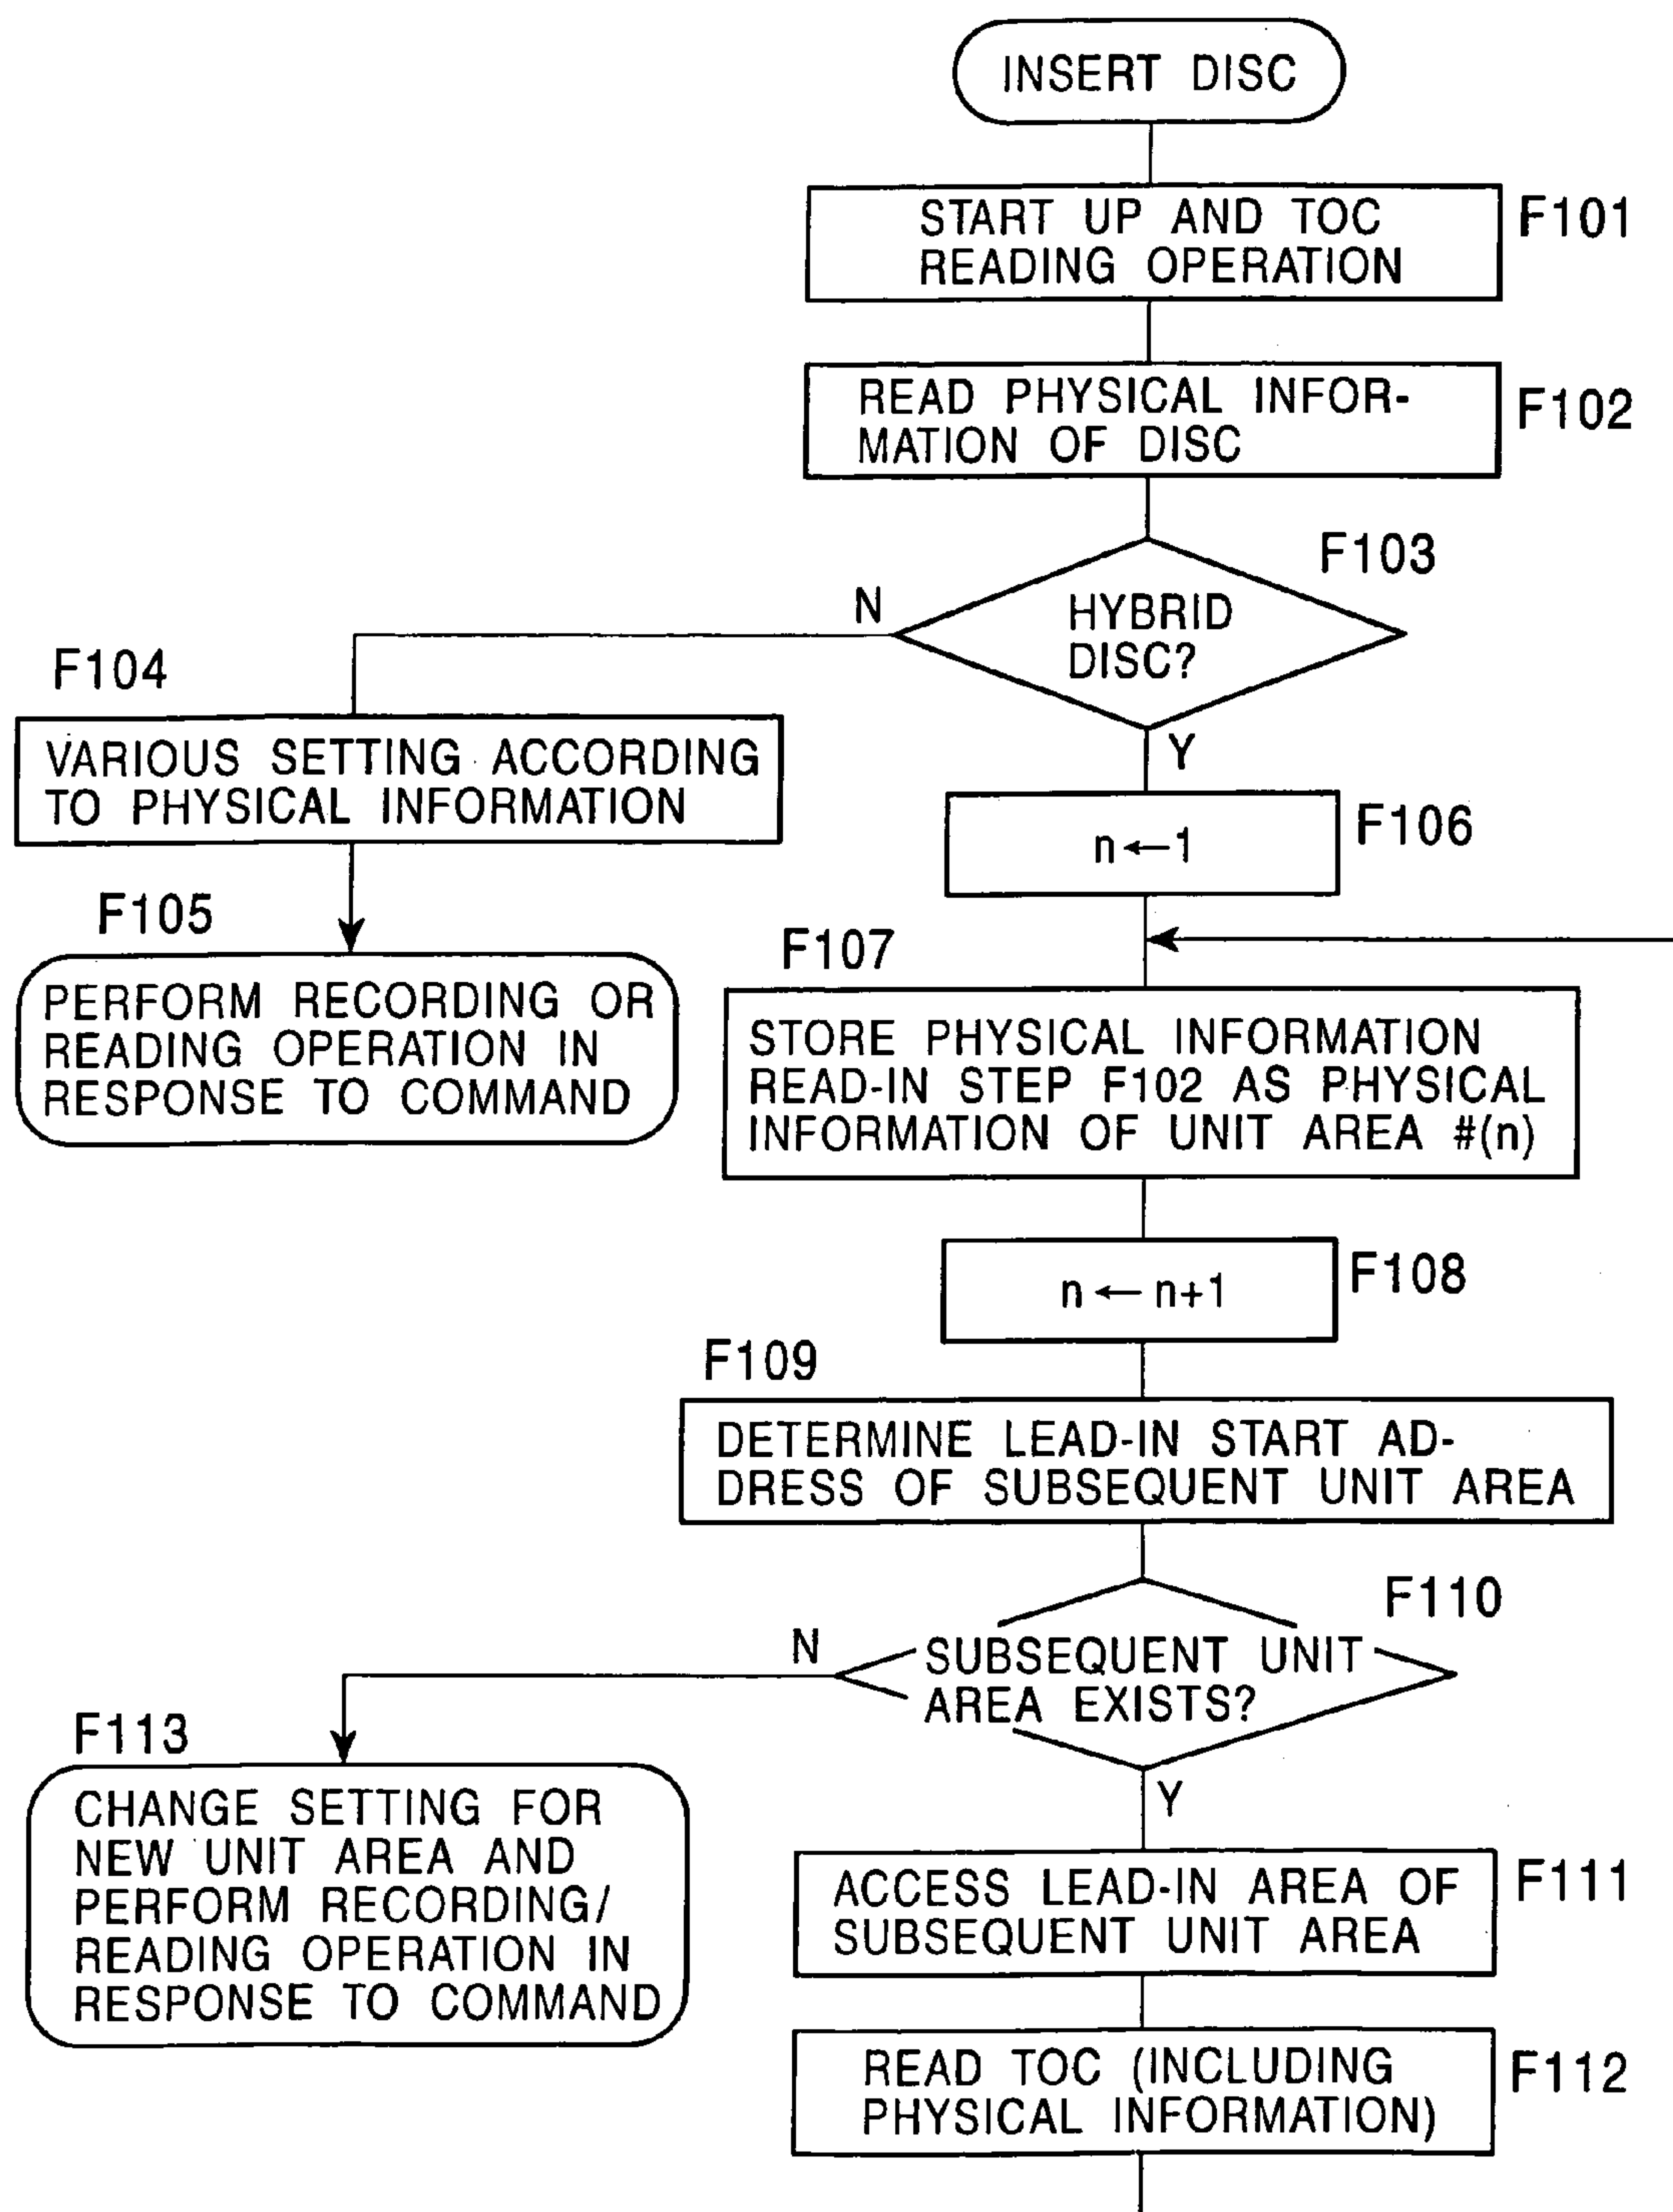 INSERT DISC
START UP AND TOC
READING OPERATION
F101
READ PHYSICAL INFOR-
MATION OF DISC
F102
F103
HYBRID
DISC?
N
Y
F104
VARIOUS SETTING ACCORDING
TO PHYSICAL INFORMATION
F105
PERFORM RECORDING OR
READING OPERATION IN
RESPONSE TO COMMAND
n←1
F106
F107
STORE PHYSICAL INFORMATION
READ-IN STEP F102 AS PHYSICAL
INFORMATION OF UNIT AREA #(n)
n←n+1
F108
F109
DETERMINE LEAD-IN START AD-
DRESS OF SUBSEQUENT UNIT AREA
F110
SUBSEQUENT UNIT
AREA EXISTS?
N
Y
F113
CHANGE SETTING FOR
NEW UNIT AREA AND
PERFORM RECORDING/
READING OPERATION IN
RESPONSE TO COMMAND
ACCESS LEAD-IN AREA OF
SUBSEQUENT UNIT AREA
F111
READ TOC (INCLUDING
PHYSICAL INFORMATION)
F112